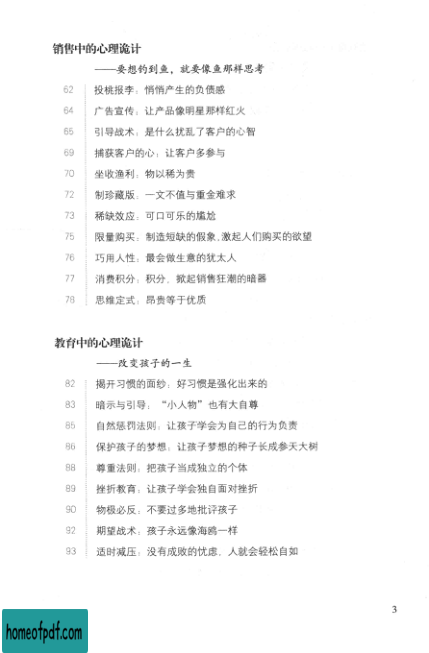 销售中的心理诡计
——要想钓到鱼，就要像鱼那样思考
62 投桃报李：悄悄产生的负债感
64 广告宣传：让产品像明星那样红火
65 引导战术：是什么扰乱了客户的心智
69 捕获客户的心：让客户多参与
70 坐收渔利：物以稀为贵
72 制珍藏版：一文不值与重金难求
73 稀缺效应：可口可乐的尴尬
75 限量购买：制造短缺的假象，激起人们购买的欲望
76 巧用人性：最会做生意的犹太人
77 消费积分：积分，掀起销售狂潮的暗器
78 思维定式：昂贵等于优质
教育中的心理诡计
——改变孩子的一生
82 揭开习惯的面纱：好习惯是强化出来的
83 暗示与引导：“小人物”也有大自尊
85 自然惩罚法则：让孩子学会为自己的行为负责
86 保护孩子的梦想：让孩子梦想的种子长成参天大树
88 尊重法则：把孩子当成独立的个体
89 挫折教育：让孩子学会独自面对挫折
90 物极必反：不要过多地批评孩子
92 期望战术：孩子永远像海鸥一样
93 适时减压：没有成败的忧虑，人就会轻松自如
3
homeofpdf.com